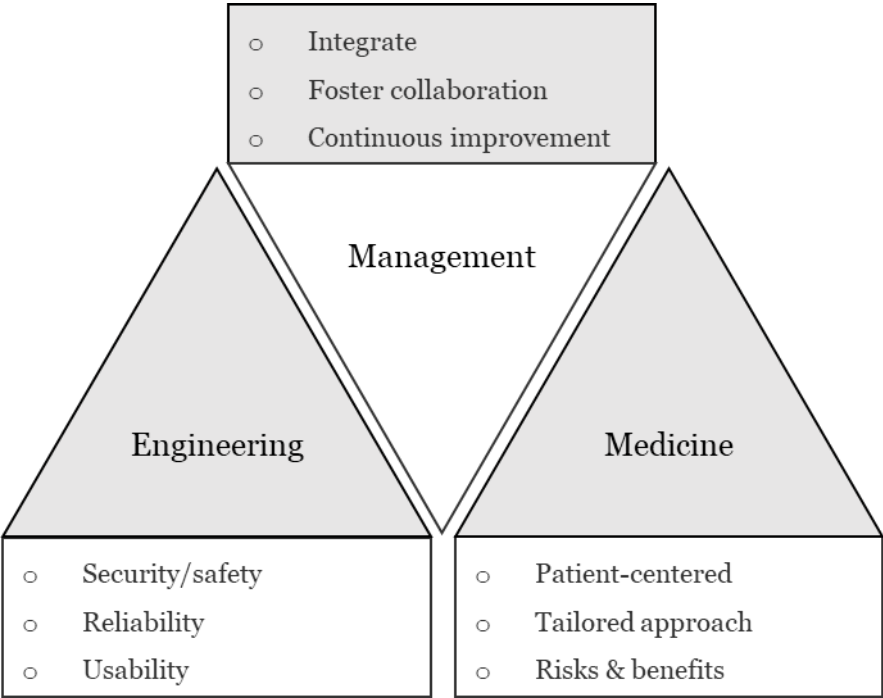 o Integrate
o Foster collaboration
o Continuous improvement
Management
Engineering
Medicine
o Security/safety
o Reliability
o Usability
o Patient-centered
o Tailored approach
o Risks & benefits